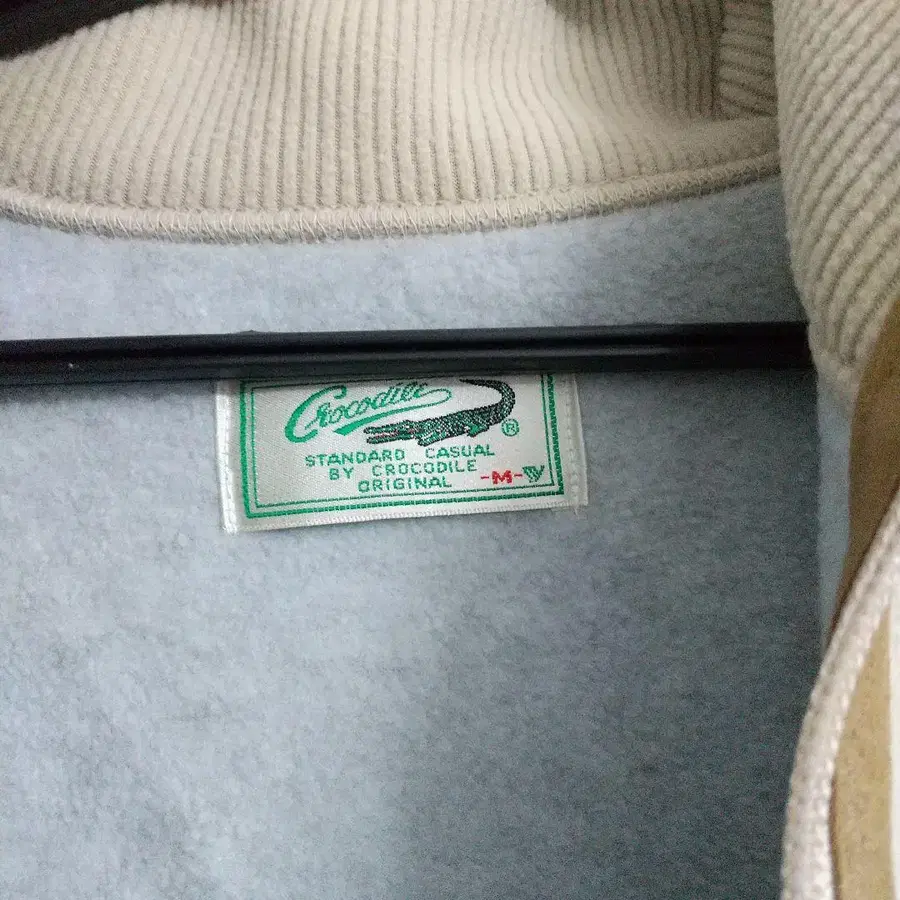 Crocodile ®
STANDARD CASUAL
BY CROCODILE
ORIGINAL -M-